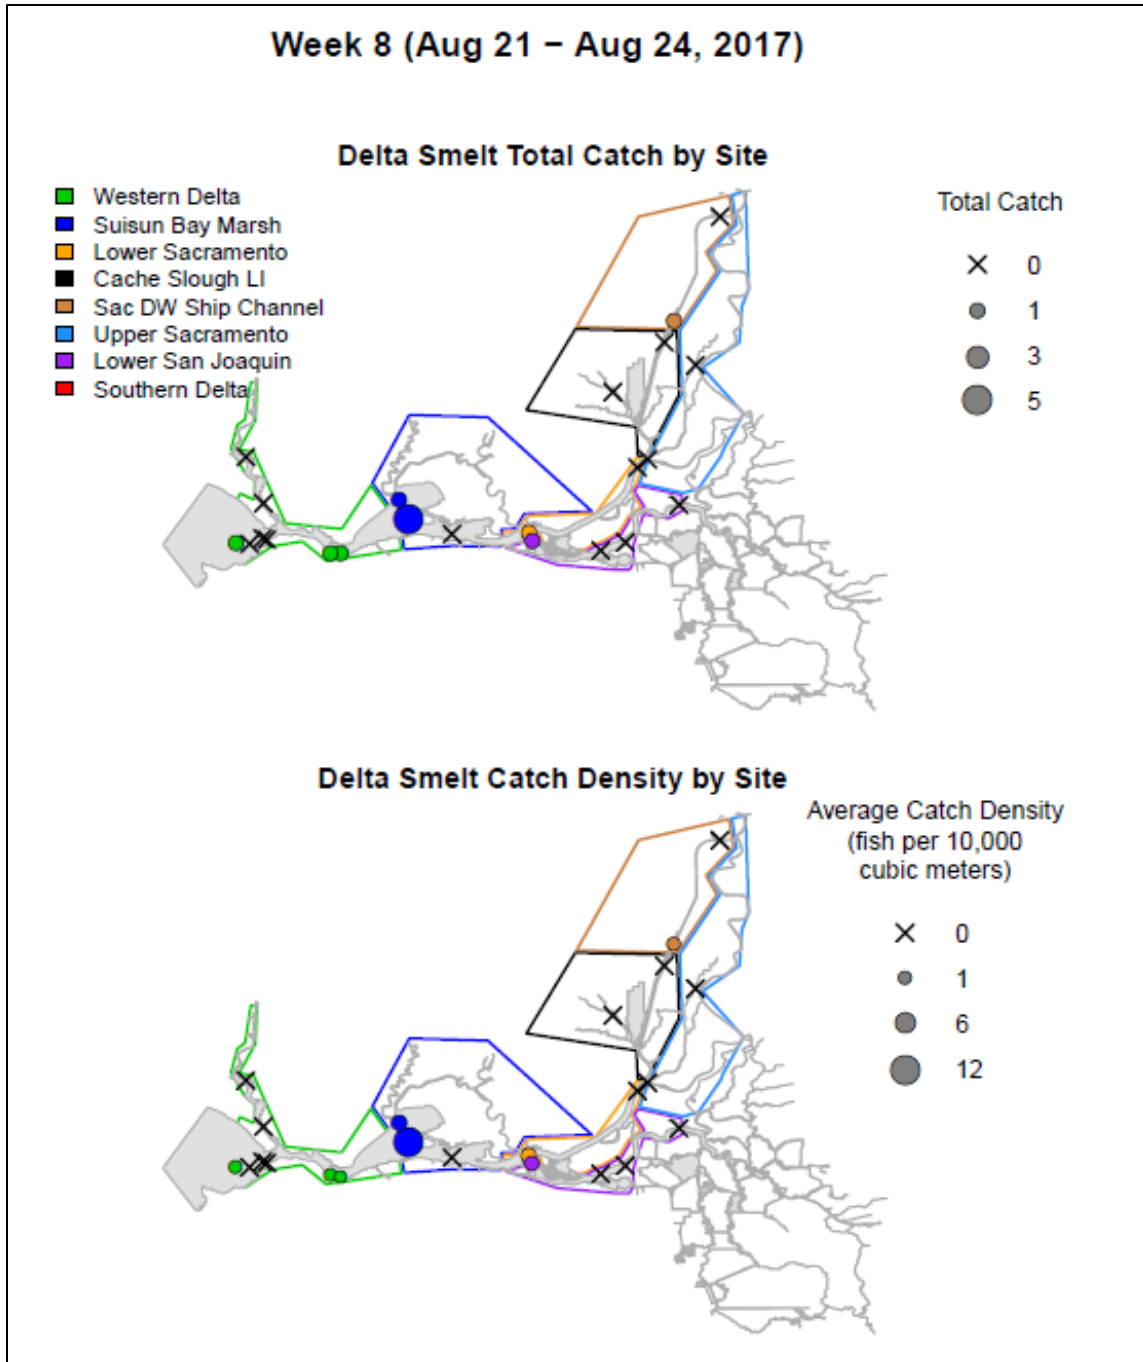 Week 8 (Aug 21 − Aug 24, 2017)
Delta Smelt Total Catch by Site
Western Delta
Suisun Bay Marsh
Lower Sacramento
Cache Slough LI
Sac DW Ship Channel
Upper Sacramento
Lower San Joaquin
Southern Delta
Total Catch
0
1
3
5
Delta Smelt Catch Density by Site
Average Catch Density
(fish per 10,000
cubic meters)
0
1
6
12